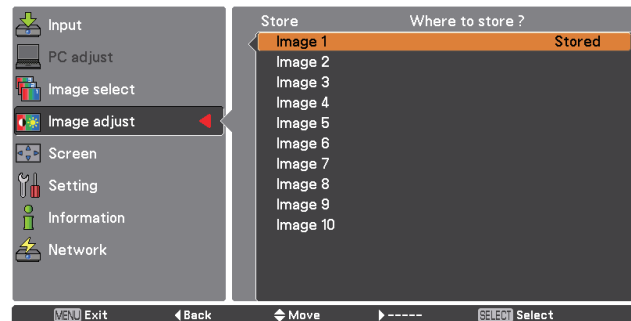 Input
PC adjust
Image select
Image adjust
Screen
Setting
Information
Network
Store Where to store ?
Image 1 Stored
Image 2
Image 3
Image 4
Image 5
Image 6
Image 7
Image 8
Image 9
Image 10
MENU Exit Back Move ----- SELECT Select